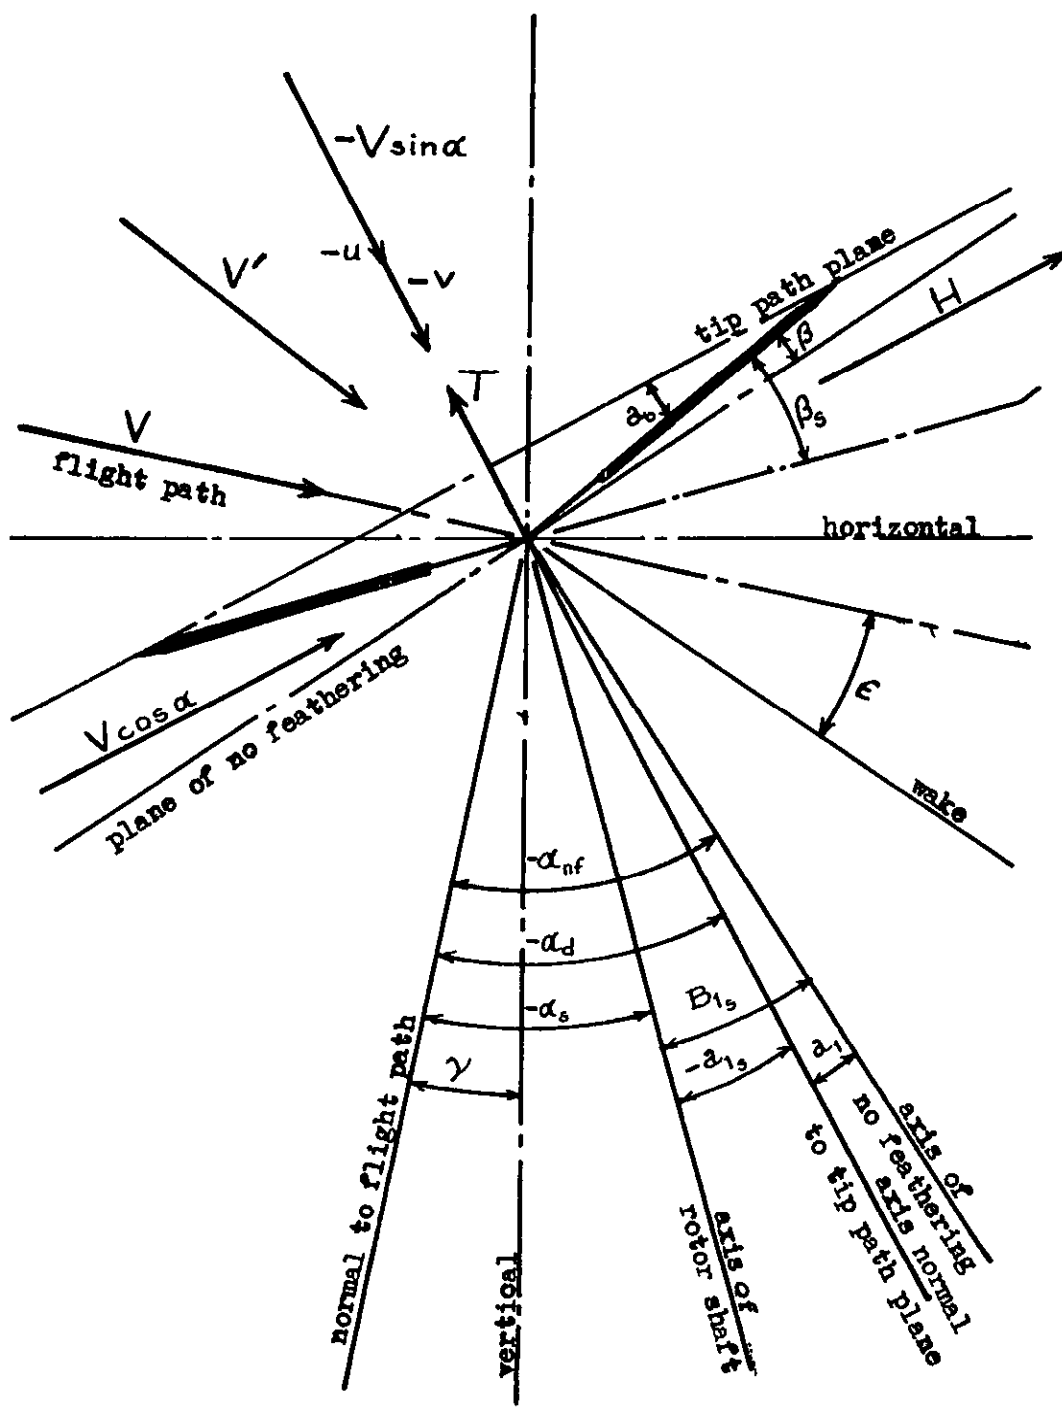 -V sin α
-u
-v
V'
tip path plane
H
T
β
a₀
βₛ
V
flight path
horizontal
V cos α
plane of no feathering
ε
wake
-α_nf
-α_d
-αₛ
B₁ₛ
-a₁ₛ
a₁
γ
normal to flight path
vertical
axis of
rotor shaft
axis of
no feathering
axis normal
to tip path plane